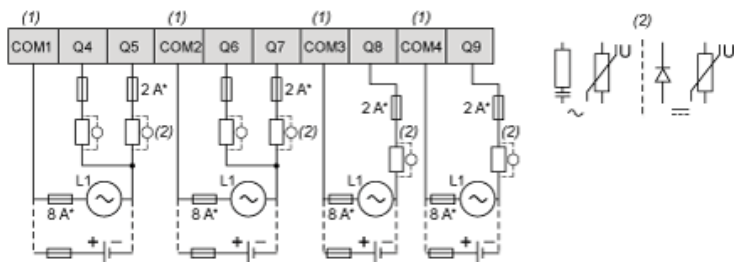 (1) (1) (1) (1) (2)
COM1 Q4 Q5 COM2 Q6 Q7 COM3 Q8 COM4 Q9
U U
2 A* 2 A* 2 A* 2 A*
(2) (2) (2) (2)
~
L1 L1 L1 L1
8 A* 8 A* 8 A* 8 A*
+ − + − + − + −